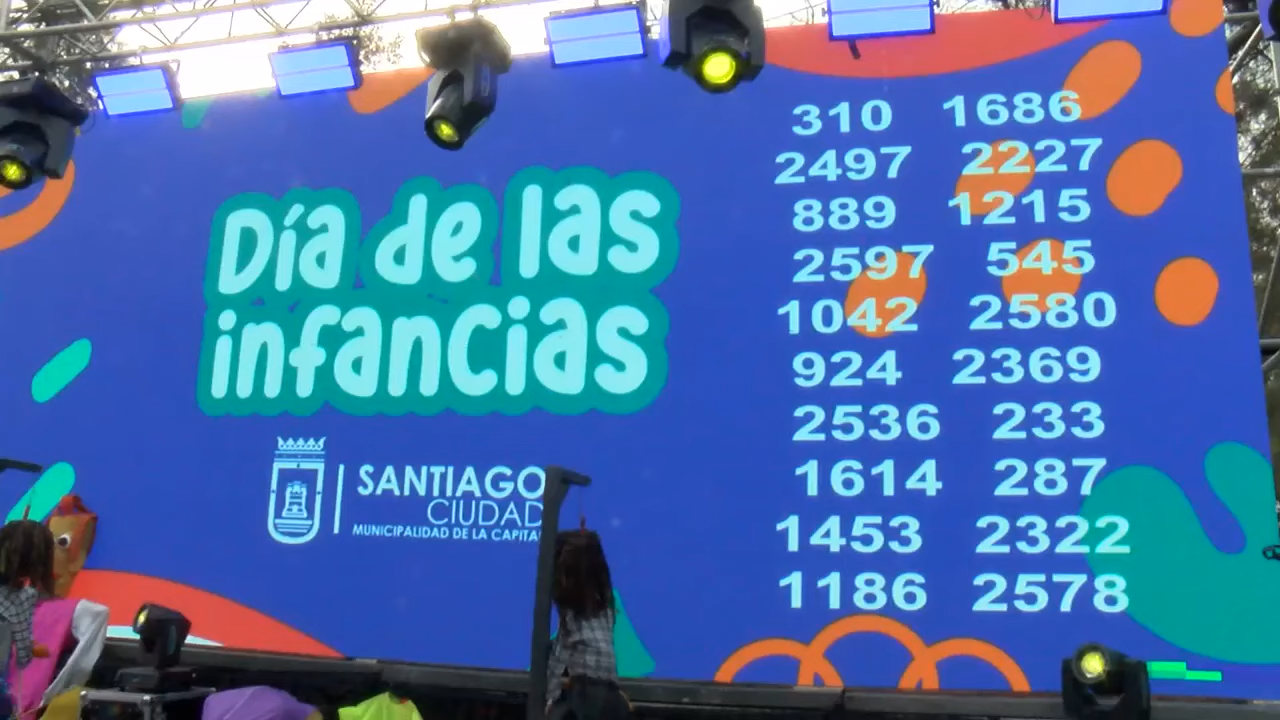 Día de las
infancias
SANTIAGO
CIUDAD
MUNICIPALIDAD DE LA
310 1686
2497 2227
889 1215
2597 545
1042 2580
924 2369
2536 233
1614 287
1453 2322
1186 2578